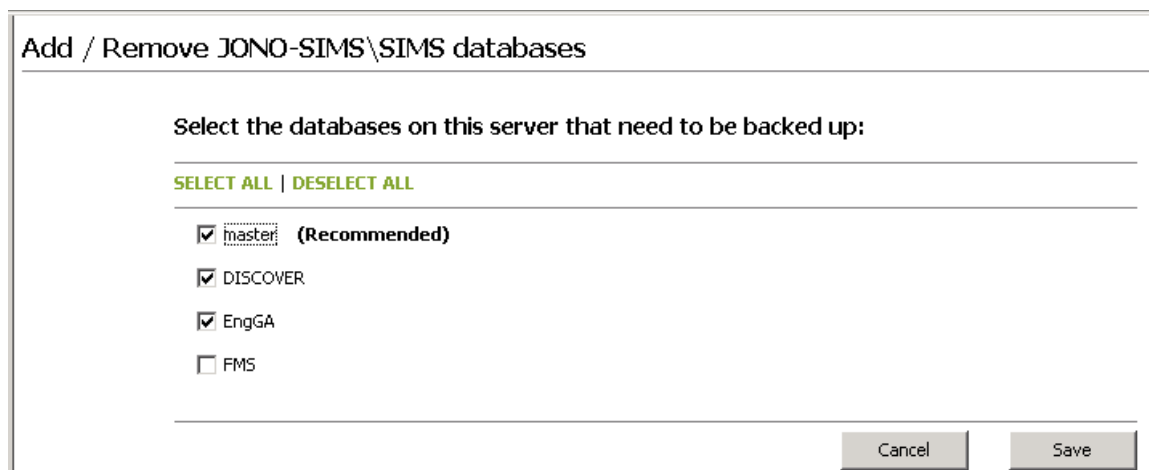 Add / Remove JONO-SIMS\SIMS databases
Select the databases on this server that need to be backed up:
SELECT ALL | DESELECT ALL
master (Recommended)
DISCOVER
EngGA
FMS
Cancel Save